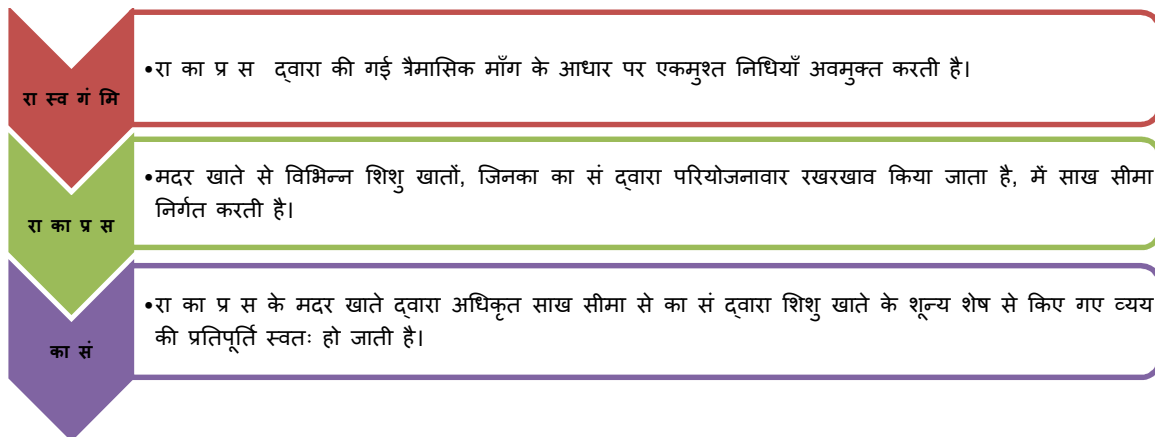 रा स्व गं मि
•रा का प्र स द्वारा की गई त्रैमासिक माँग के आधार पर एकमुश्त निधियाँ अवमुक्त करती है।
रा का प्र स
•मदर खाते से विभिन्न शिशु खातों, जिनका का सं द्वारा परियोजनावार रखरखाव किया जाता है, में साख सीमा
निर्गत करती है।
का सं
•रा का प्र स के मदर खाते द्वारा अधिकृत साख सीमा से का सं द्वारा शिशु खाते के शून्य शेष से किए गए व्यय
की प्रतिपूर्ति स्वतः हो जाती है।